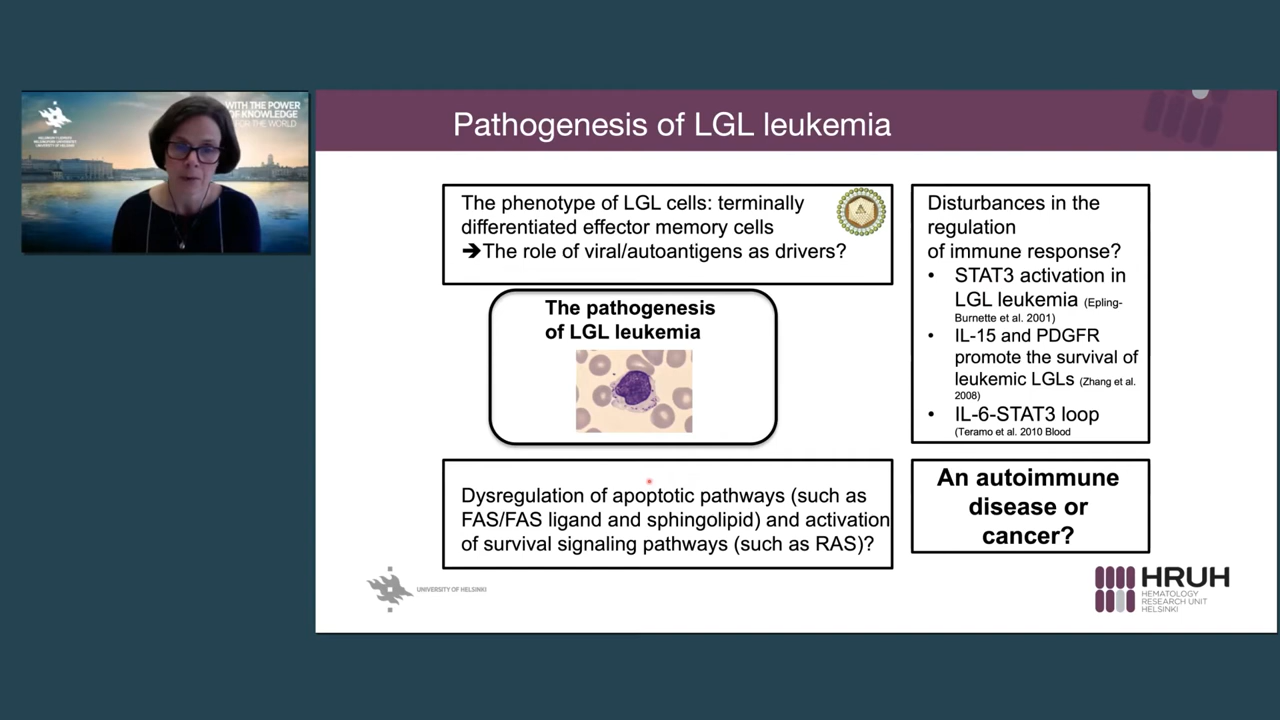 WITH THE POWER
OF KNOWLEDGE
FOR THE WORLD
UNIVERSITY OF HELSINKI
Pathogenesis of LGL leukemia
The phenotype of LGL cells: terminally
differentiated effector memory cells
➔The role of viral/autoantigens as drivers?
The pathogenesis
of LGL leukemia
Dysregulation of apoptotic pathways (such as
FAS/FAS ligand and sphingolipid) and activation
of survival signaling pathways (such as RAS)?
Disturbances in the
regulation
of immune response?
• STAT3 activation in
LGL leukemia (Epling-
Burnette et al. 2001)
• IL-15 and PDGFR
promote the survival of
leukemic LGLs (Zhang et al.
2008)
• IL-6-STAT3 loop
(Teramo et al. 2010 Blood
An autoimmune
disease or
cancer?
UNIVERSITY OF HELSINKI
HRUH
HEMATOLOGY
RESEARCH UNIT
HELSINKI